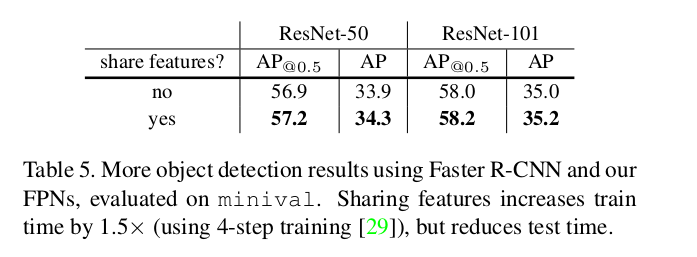 ResNet-50 ResNet-101
share features? AP@0.5 AP AP@0.5 AP
no 56.9 33.9 58.0 35.0
yes 57.2 34.3 58.2 35.2
Table 5. More object detection results using Faster R-CNN and our
FPNs, evaluated on minival. Sharing features increases train
time by 1.5× (using 4-step training [29]), but reduces test time.